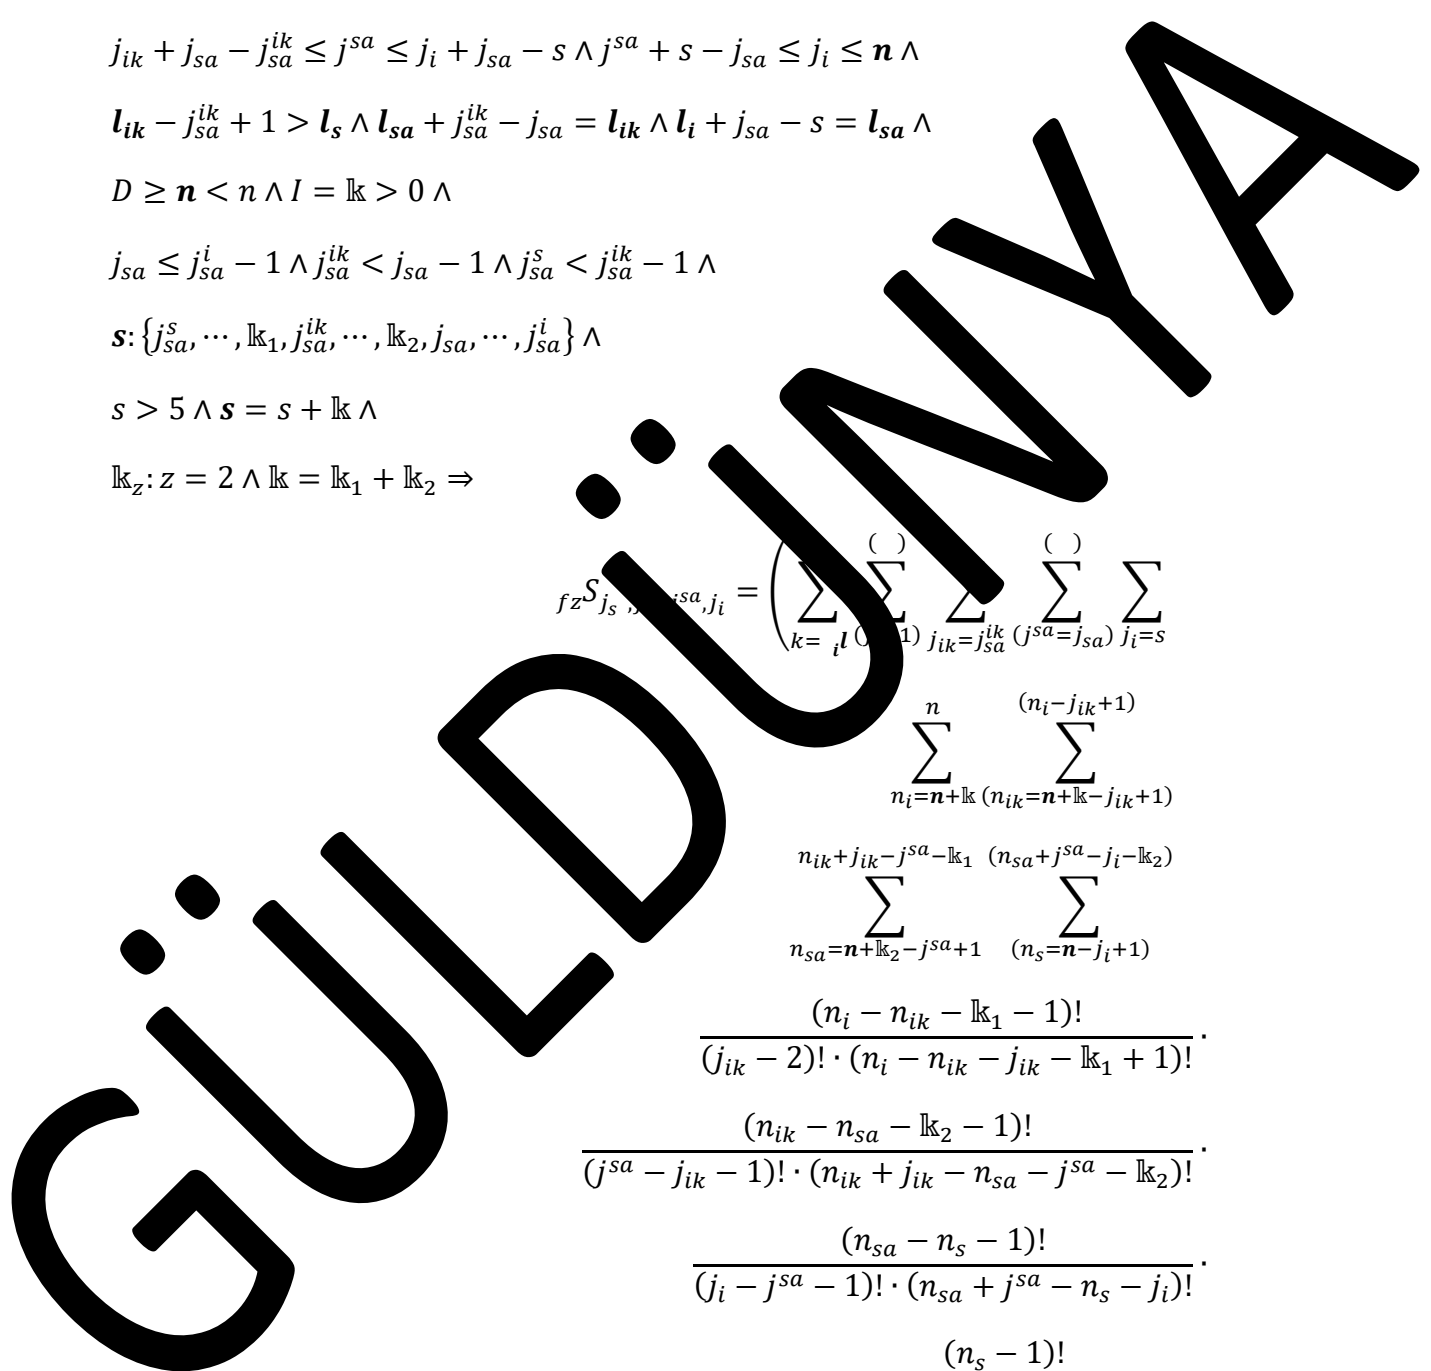 j_{ik} + j_{sa} − j_{sa}^{ik} ≤ j^{sa} ≤ j_i + j_{sa} − s ∧ j^{sa} + s − j_{sa} ≤ j_i ≤ n ∧
l_{ik} − j_{sa}^{ik} + 1 > l_s ∧ l_{sa} + j_{sa}^{ik} − j_{sa} = l_{ik} ∧ l_i + j_{sa} − s = l_{sa} ∧
D ≥ n < n ∧ I = 𝕜 > 0 ∧
j_{sa} ≤ j_{sa}^{i} − 1 ∧ j_{sa}^{ik} < j_{sa} − 1 ∧ j_{sa}^{s} < j_{sa}^{ik} − 1 ∧
s: {j_{sa}^{s}, ⋯, 𝕜_1, j_{sa}^{ik}, ⋯, 𝕜_2, j_{sa}, ⋯, j_{sa}^{i}} ∧
s > 5 ∧ s = s + 𝕜 ∧
𝕜_z: z = 2 ∧ 𝕜 = 𝕜_1 + 𝕜_2 ⇒
( ) ( )
_{fz}S_{j_s, ^{sa}, j_i} = ( ∑ ∑ ∑ ∑ ∑
k= _i l 1) j_{ik}=j_{sa}^{ik} (j^{sa}=j_{sa}) j_i=s
n (n_i−j_{ik}+1)
∑ ∑
n_i=n+𝕜 (n_{ik}=n+𝕜−j_{ik}+1)
n_{ik}+j_{ik}−j^{sa}−𝕜_1 (n_{sa}+j^{sa}−j_i−𝕜_2)
∑ ∑
n_{sa}=n+𝕜_2−j^{sa}+1 (n_s=n−j_i+1)
(n_i − n_{ik} − 𝕜_1 − 1)!
(j_{ik} − 2)! · (n_i − n_{ik} − j_{ik} − 𝕜_1 + 1)! ·
(n_{ik} − n_{sa} − 𝕜_2 − 1)!
(j^{sa} − j_{ik} − 1)! · (n_{ik} + j_{ik} − n_{sa} − j^{sa} − 𝕜_2)! ·
(n_{sa} − n_s − 1)!
(j_i − j^{sa} − 1)! · (n_{sa} + j^{sa} − n_s − j_i)! ·
(n_s − 1)!
GÜLDÜNYA